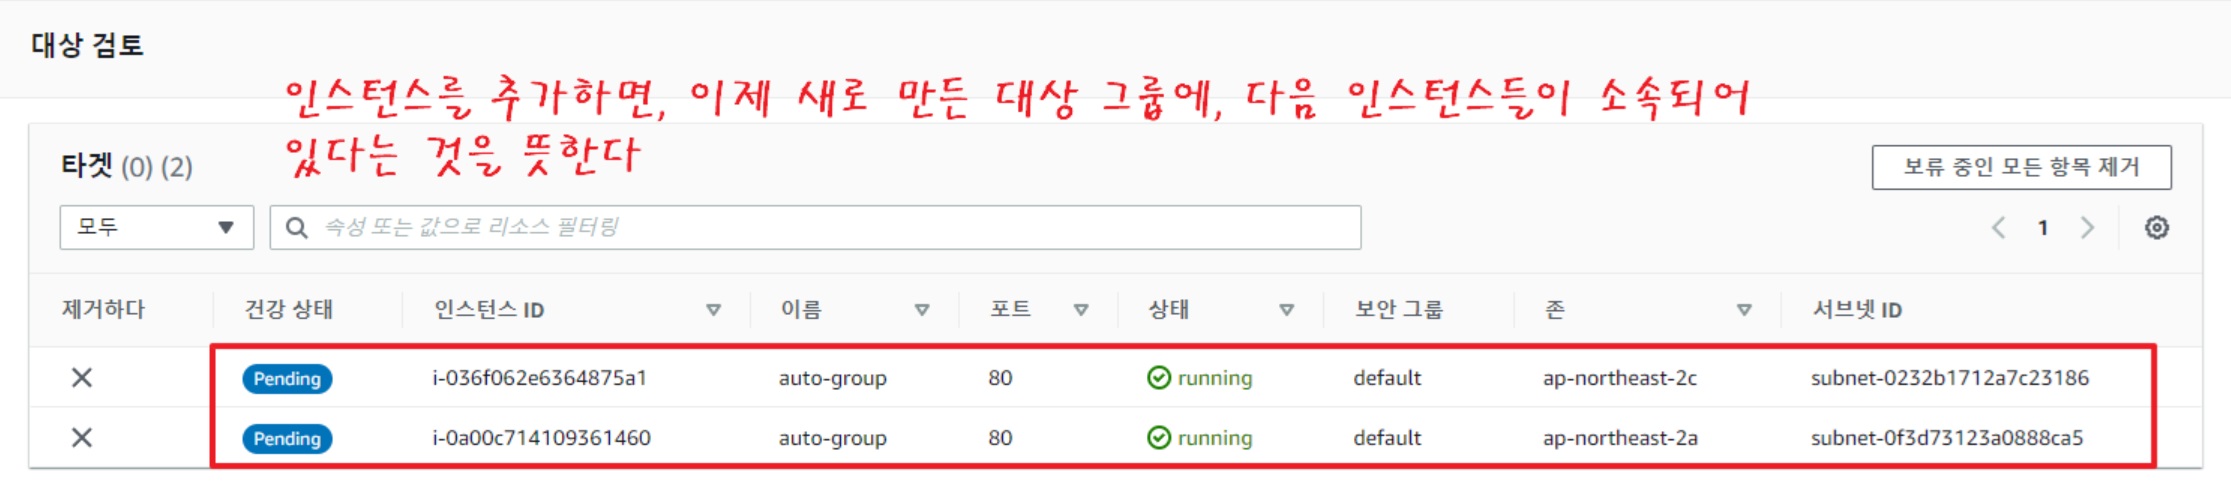 대상 검토
인스턴스를 추가하면, 이제 새로 만든 대상 그룹에, 다음 인스턴스들이 소속되어
있다는 것을 뜻한다
타겟 (0) (2)
보류 중인 모든 항목 제거
모두
속성 또는 값으로 리소스 필터링
1
제거하다 건강 상태 인스턴스 ID 이름 포트 상태 보안 그룹 존 서브넷 ID
Pending i-036f062e6364875a1 auto-group 80 running default ap-northeast-2c subnet-0232b1712a7c23186
Pending i-0a00c714109361460 auto-group 80 running default ap-northeast-2a subnet-0f3d73123a0888ca5